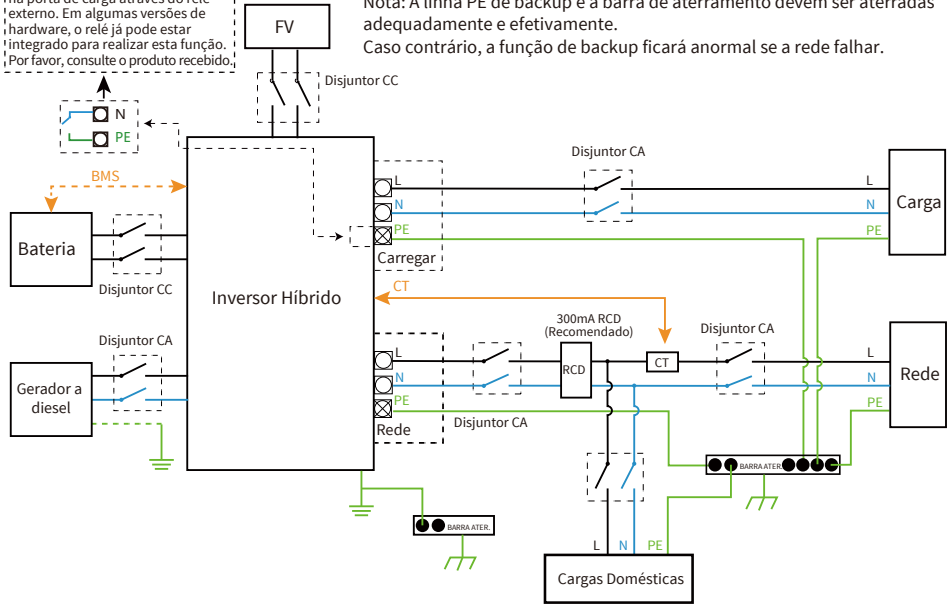 na porta de carga através do relé
externo. Em algumas versões de
hardware, o relé já pode estar
integrado para realizar esta função.
Por favor, consulte o produto recebido.
Nota: A linha PE de backup e a barra de aterramento devem ser aterradas
adequadamente e efetivamente.
Caso contrário, a função de backup ficará anormal se a rede falhar.
FV
Disjuntor CC
N
PE
BMS
Bateria
Disjuntor CC
Inversor Híbrido
L
N
PE
Carregar
Disjuntor CA
L
N
PE
Carga
CT
Disjuntor CA
Gerador a
diesel
L
N
PE
Rede
Disjuntor CA
300mA RCD
(Recomendado)
RCD
CT
Disjuntor CA
L
N
PE
Rede
BARRA ATER.
BARRA ATER.
L
N
PE
Cargas Domésticas